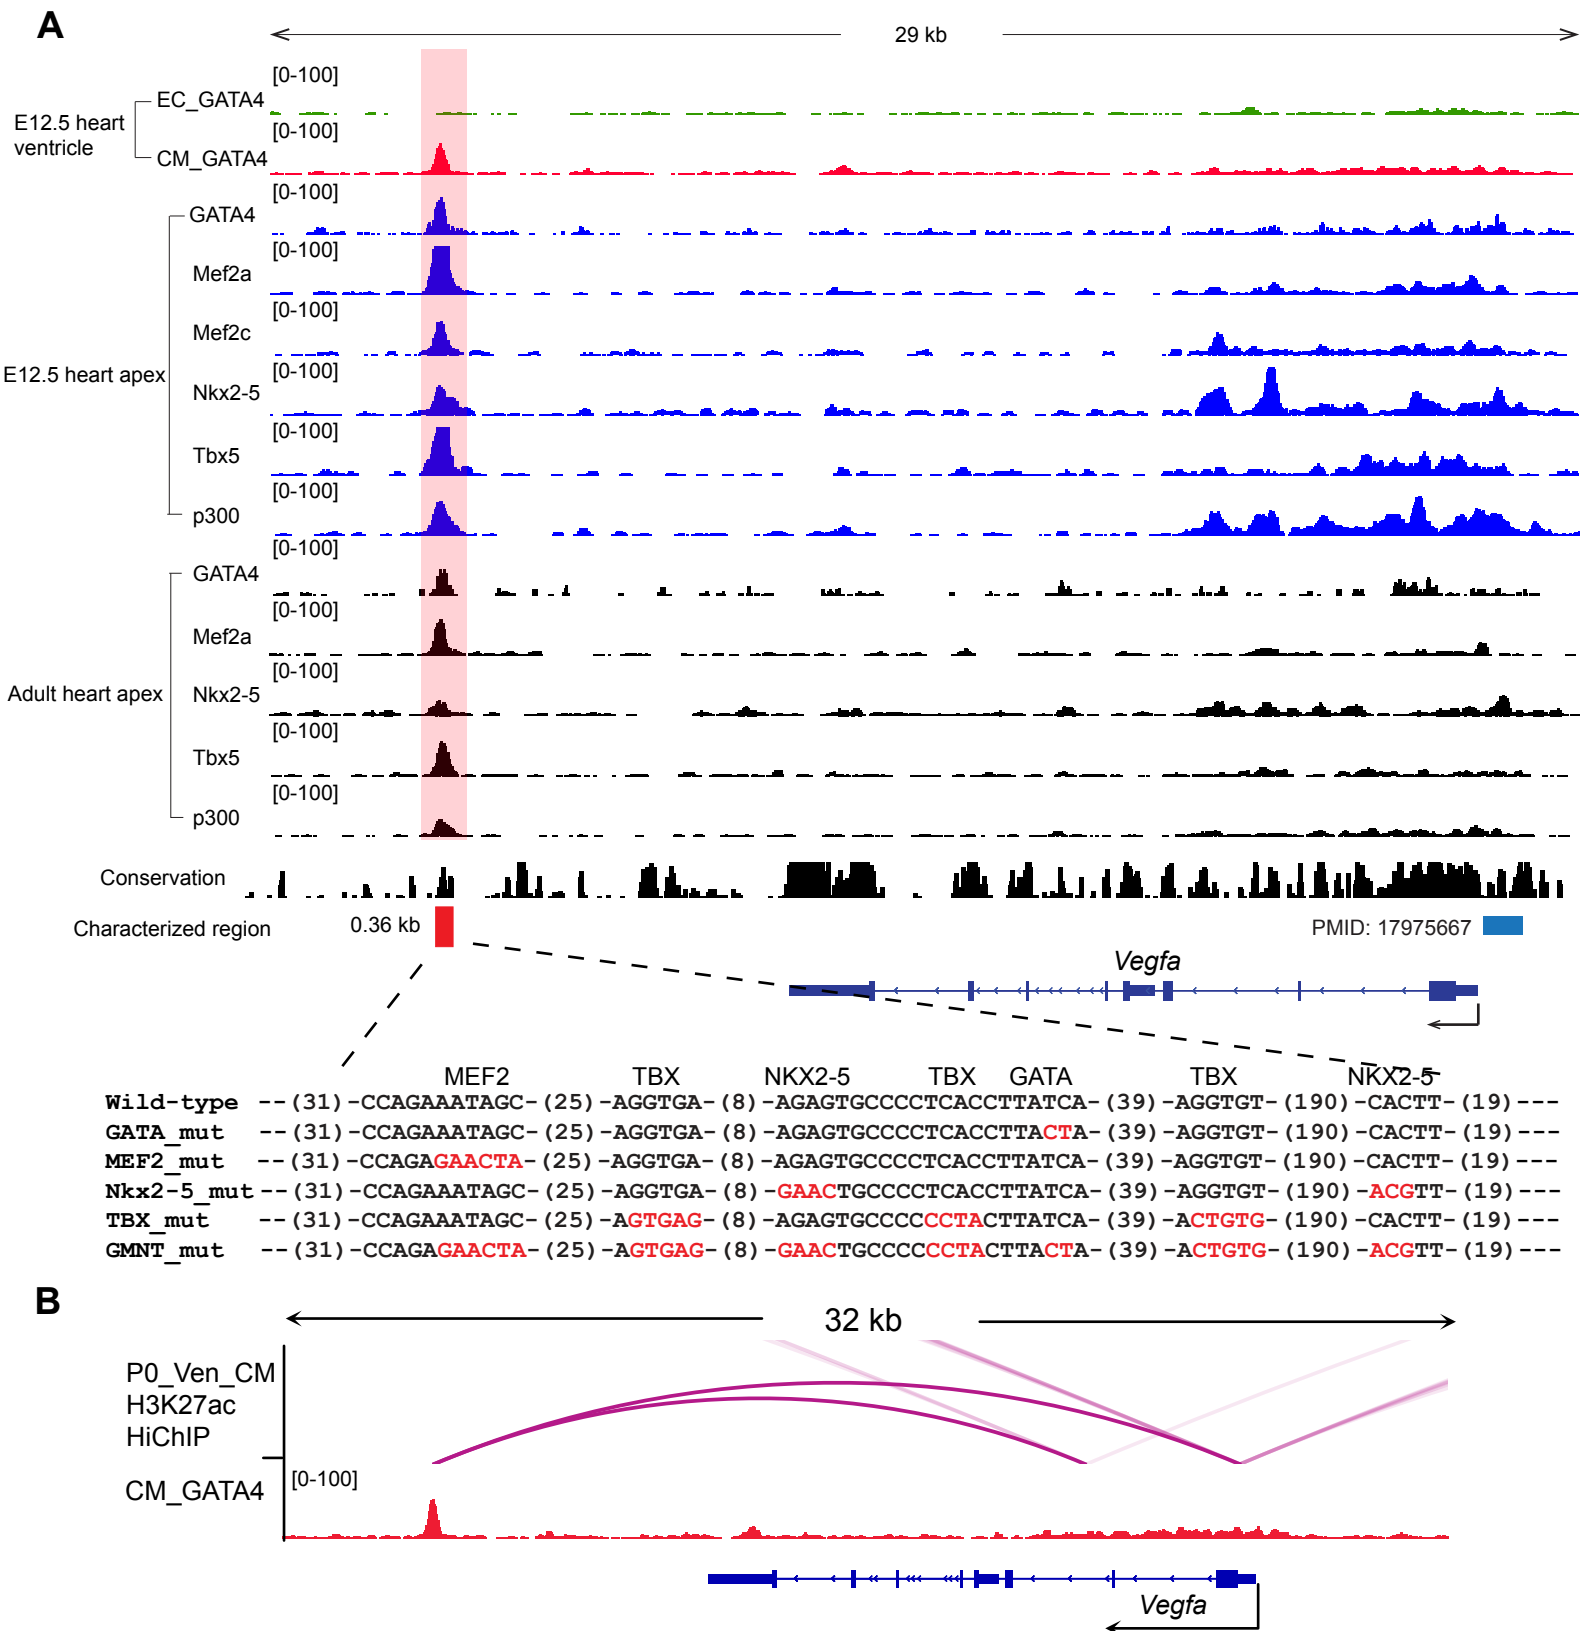 A
29 kb
[0-100]
EC_GATA4
E12.5 heart
ventricle
[0-100]
CM_GATA4
[0-100]
GATA4
[0-100]
Mef2a
[0-100]
Mef2c
[0-100]
E12.5 heart apex
Nkx2-5
[0-100]
Tbx5
[0-100]
p300
[0-100]
GATA4
[0-100]
Mef2a
[0-100]
Adult heart apex
Nkx2-5
[0-100]
Tbx5
[0-100]
p300
Conservation
Characterized region
0.36 kb
PMID: 17975667
Vegfa
MEF2 TBX NKX2-5 TBX GATA TBX NKX2-5
Wild-type --(31)-CCAGAAATAGC-(25)-AGGTGA-(8)-AGAGTGCCCCTCACCTTATCA-(39)-AGGTGT-(190)-CACTT-(19)---
GATA_mut --(31)-CCAGAAATAGC-(25)-AGGTGA-(8)-AGAGTGCCCCTCACCTTACTA-(39)-AGGTGT-(190)-CACTT-(19)---
MEF2_mut --(31)-CCAGAGAACTA-(25)-AGGTGA-(8)-AGAGTGCCCCTCACCTTATCA-(39)-AGGTGT-(190)-CACTT-(19)---
Nkx2-5_mut --(31)-CCAGAAATAGC-(25)-AGGTGA-(8)-GAACTGCCCCTCACCTTATCA-(39)-AGGTGT-(190)-ACGTT-(19)---
TBX_mut --(31)-CCAGAAATAGC-(25)-AGTGAG-(8)-AGAGTGCCCCCCTACTTATCA-(39)-ACTGTG-(190)-CACTT-(19)---
GMNT_mut --(31)-CCAGAGAACTA-(25)-AGTGAG-(8)-GAACTGCCCCCCTACTTACTA-(39)-ACTGTG-(190)-ACGTT-(19)---
B
32 kb
P0_Ven_CM
H3K27ac
HiChIP
[0-100]
CM_GATA4
Vegfa